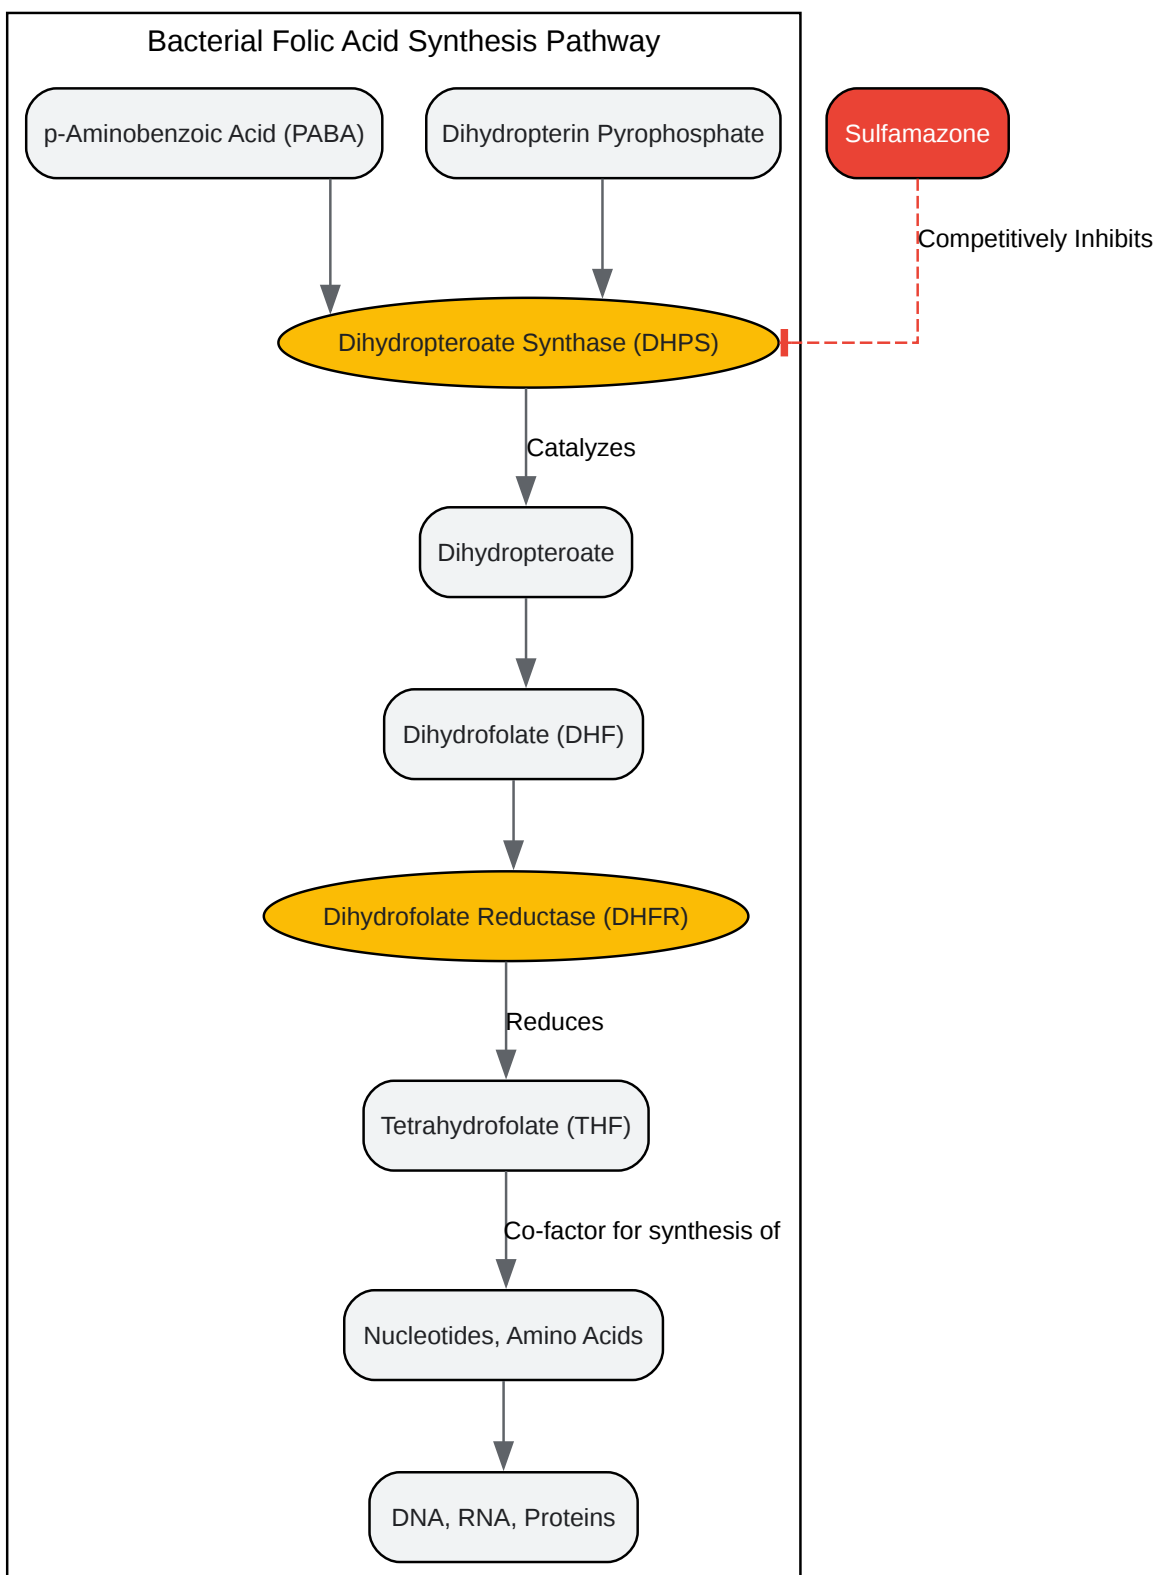 Bacterial Folic Acid Synthesis Pathway
p-Aminobenzoic Acid (PABA)
Dihydropterin Pyrophosphate
Sulfamazone
Competitively Inhibits
Dihydropteroate Synthase (DHPS)
Catalyzes
Dihydropteroate
Dihydrofolate (DHF)
Dihydrofolate Reductase (DHFR)
Reduces
Tetrahydrofolate (THF)
Co-factor for synthesis of
Nucleotides, Amino Acids
DNA, RNA, Proteins